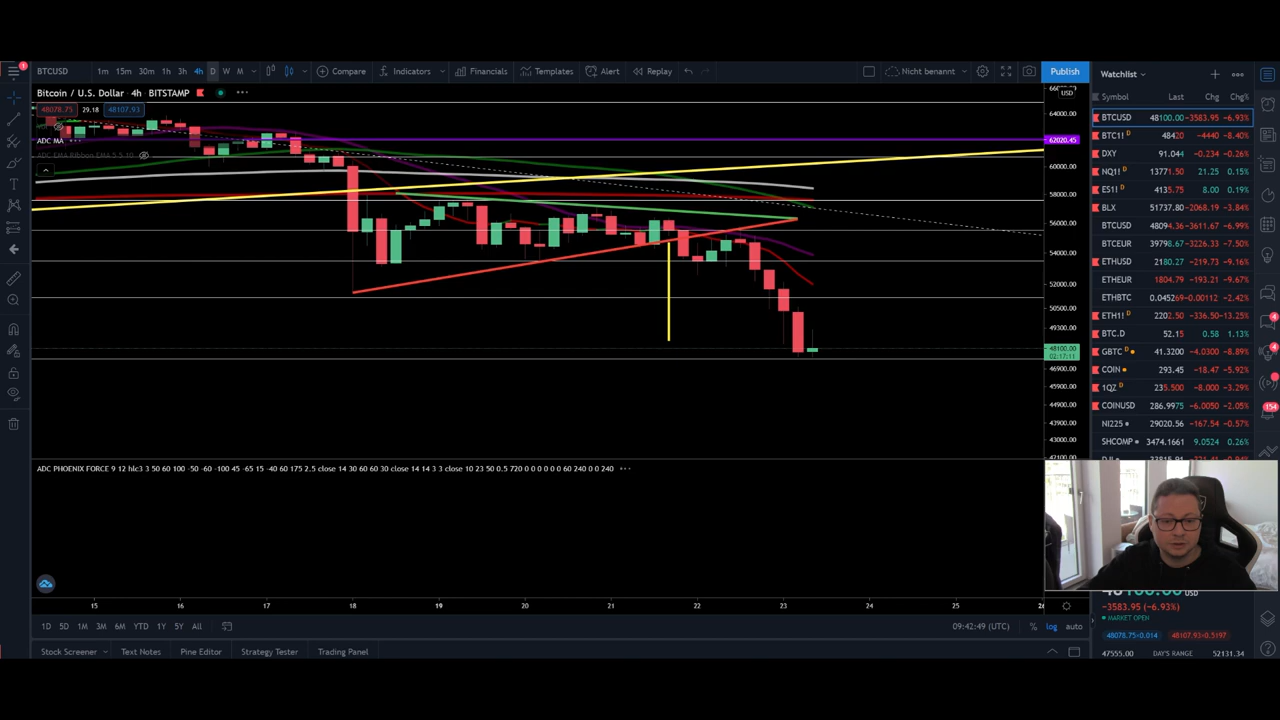 BTCUSD 1m 15m 30m 1h 3h 4h D W M Compare Indicators Financials Templates Alert Replay Nicht benannt Publish
Watchlist
Bitcoin / U.S. Dollar · 4h BITSTAMP
48078.75 29.18 48107.93
ADC MA
ADC EMA Ribbon EMA 5 5 10
USD
64000.00
62020.45
60000.00
58000.00
56000.00
54000.00
52000.00
50500.00
49300.00
48100.00
02:17:11
46900.00
44900.00
43900.00
43000.00
Symbol Last Chg Chg%
BTCUSD 48100.00 −3583.95 −6.93%
BTC1! D 48420 −4440 −8.40%
DXY 91.044 −0.234 −0.26%
NQ1! D 13771.50 21.25 0.15%
ES1! D 4135.75 8.00 0.19%
BLX 51737.80 −2068.19 −3.84%
BTCUSD 48094.36 −3611.67 −6.99%
BTCEUR 39798.67 −3226.33 −7.50%
ETHUSD 2180.27 −219.73 −9.16%
ETHEUR 1804.79 −193.21 −9.67%
ETHBTC 0.045269 −0.00112 −2.42%
ETH1! D 2202.50 −336.50 −13.25%
BTC.D 52.15 0.58 1.13%
GBTC D 41.3200 −4.0300 −8.89%
COIN 293.45 −18.47 −5.92%
1QZ D 235.500 −8.000 −3.29%
COINUSD 286.9975 −6.0050 −2.05%
NI225 29020.56 −167.54 −0.57%
SHCOMP 3474.1661 9.0524 0.26%
ADC PHOENIX FORCE 9 12 hlc3 3 50 60 100 -50 -60 -100 45 -65 15 -40 60 175 2.5 close 14 30 60 60 30 close 14 14 3 3 close 10 23 50 0.5 720 0 0 0 0 0 60 240 0 0 240
15 16 17 18 19 20 21 22 23 24 25
1D 5D 1M 3M 6M YTD 1Y 5Y All
09:42:49 (UTC) % log auto
Stock Screener Text Notes Pine Editor Strategy Tester Trading Panel
USD
−3583.95 (−6.93%)
MARKET OPEN
48078.75×0.014 48107.93×0.5197
47555.00 DAY'S RANGE 52131.34
4
4
154
1